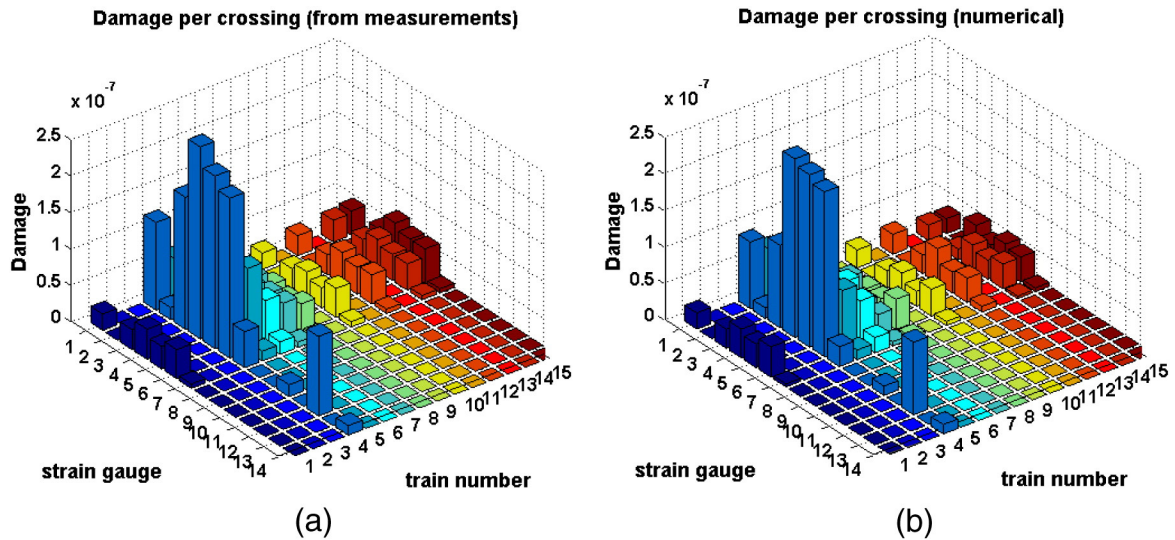 Damage per crossing (from measurements)
x 10-7
2.5
2
1.5
1
0.5
0
Damage
1 2 3 4 5 6 7 8 9 10 11 12 13 14
strain gauge
1 2 3 4 5 6 7 8 9 10 11 12 13 14 15
train number
(a)
Damage per crossing (numerical)
x 10-7
2.5
2
1.5
1
0.5
0
Damage
1 2 3 4 5 6 7 8 9 10 11 12 13 14
strain gauge
1 2 3 4 5 6 7 8 9 10 11 12 13 14 15
train number
(b)